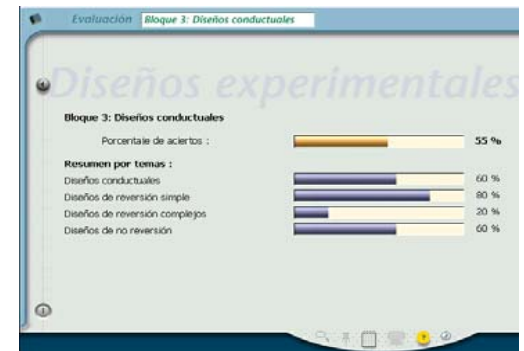 Evaluación Bloque 3: Diseños conductuales
Diseños experimentales
Bloque 3: Diseños conductuales
Porcentaje de aciertos : 55 %
Resumen por temas :
Diseños conductuales 60 %
Diseños de reversión simple 80 %
Diseños de reversión complejos 20 %
Diseños de no reversión 60 %